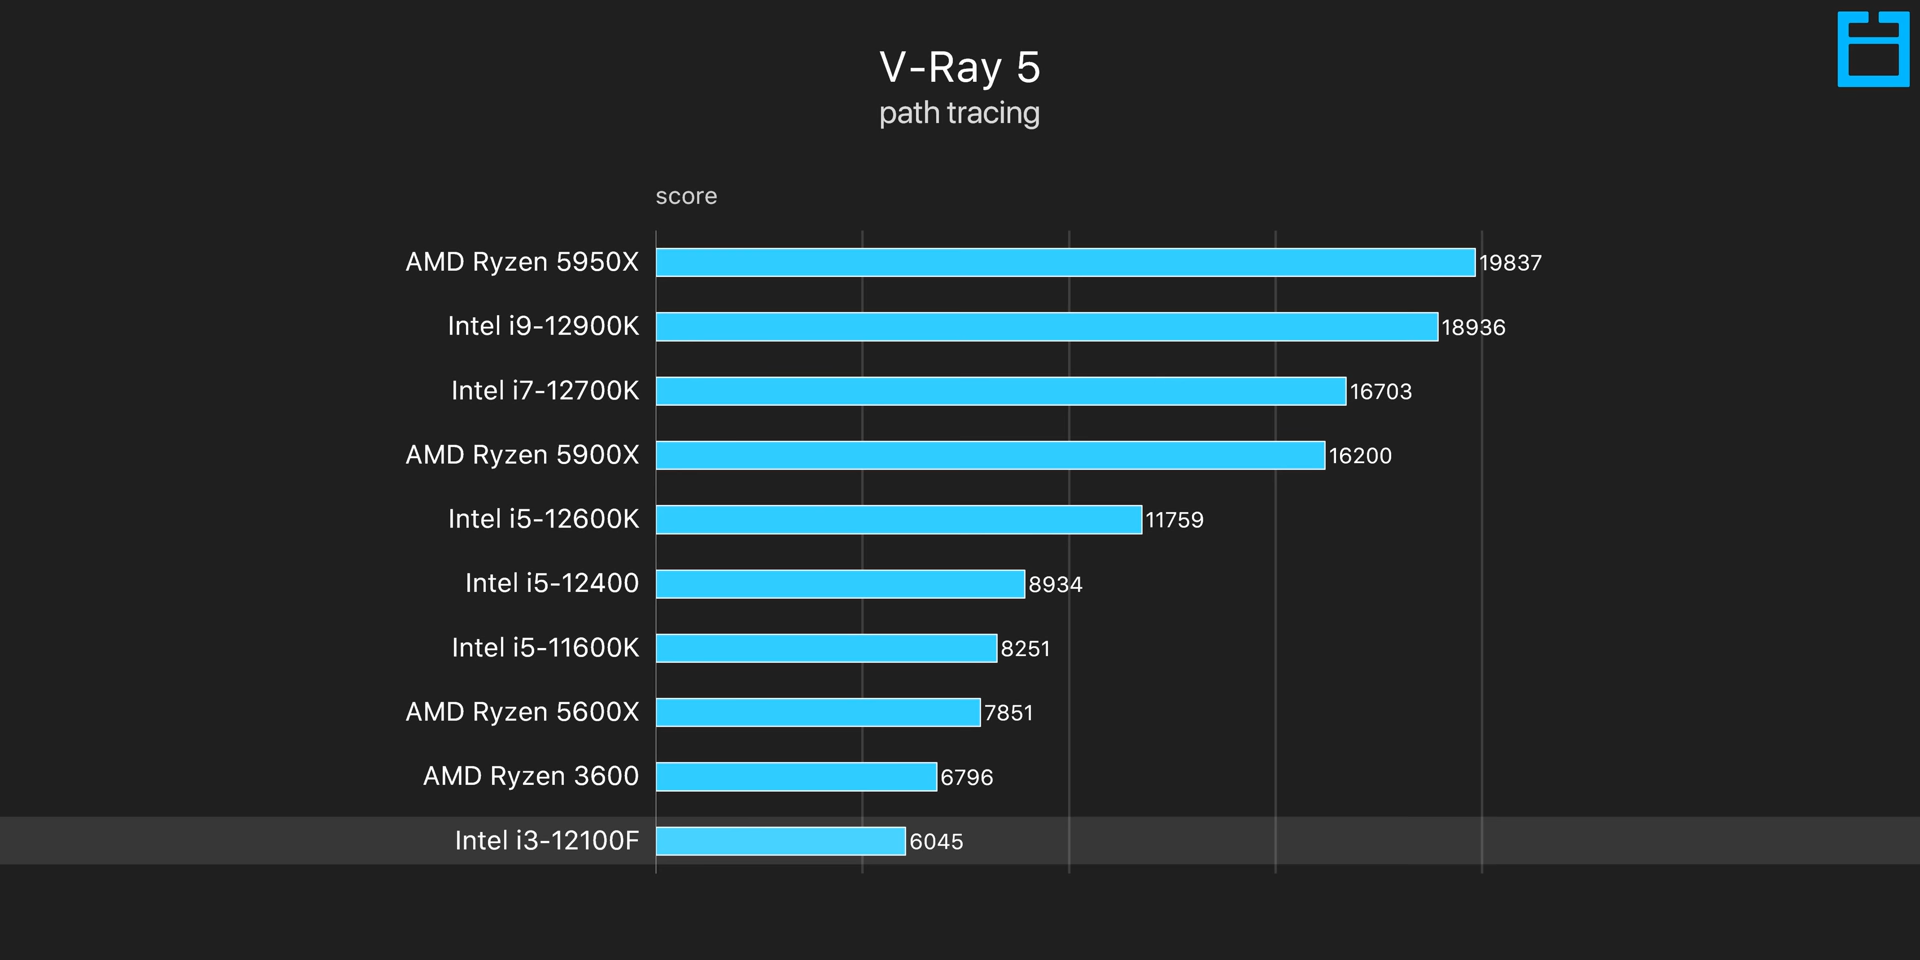 V-Ray 5
path tracing
score
AMD Ryzen 5950X 19837
Intel i9-12900K 18936
Intel i7-12700K 16703
AMD Ryzen 5900X 16200
Intel i5-12600K 11759
Intel i5-12400 8934
Intel i5-11600K 8251
AMD Ryzen 5600X 7851
AMD Ryzen 3600 6796
Intel i3-12100F 6045